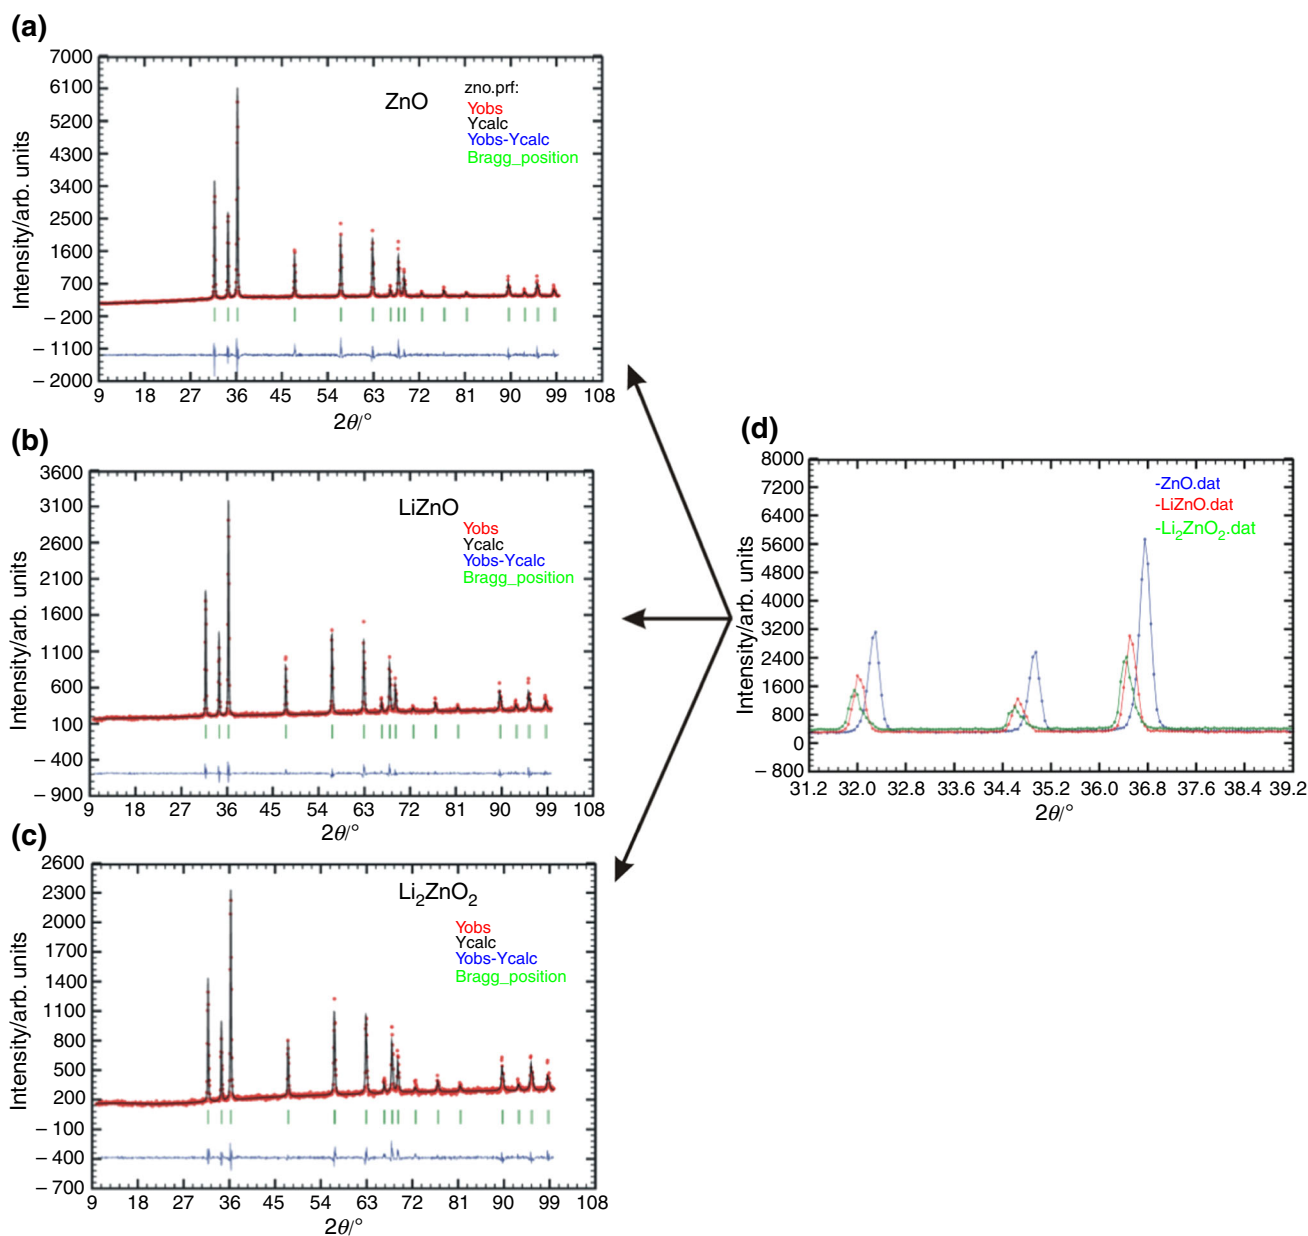 (a)
7000
6100
5200
4300
3400
2500
1600
700
– 200
– 1100
– 2000
Intensity/arb. units
ZnO
zno.prf:
Yobs
Ycalc
Yobs-Ycalc
Bragg_position
9 18 27 36 45 54 63 72 81 90 99 108
2θ/°
(b)
3600
3100
2600
2100
1600
1100
600
100
– 400
– 900
Intensity/arb. units
LiZnO
Yobs
Ycalc
Yobs-Ycalc
Bragg_position
9 18 27 36 45 54 63 72 81 90 99 108
2θ/°
(c)
2600
2300
2000
1700
1400
1100
800
500
200
– 100
– 400
– 700
Intensity/arb. units
Li₂ZnO₂
Yobs
Ycalc
Yobs-Ycalc
Bragg_position
9 18 27 36 45 54 63 72 81 90 99 108
2θ/°
(d)
8000
7200
6400
5600
4800
4000
3200
2400
1600
800
0
– 800
Intensity/arb. units
-ZnO.dat
-LiZnO.dat
-Li₂ZnO₂.dat
31.2 32.0 32.8 33.6 34.4 35.2 36.0 36.8 37.6 38.4 39.2
2θ/°